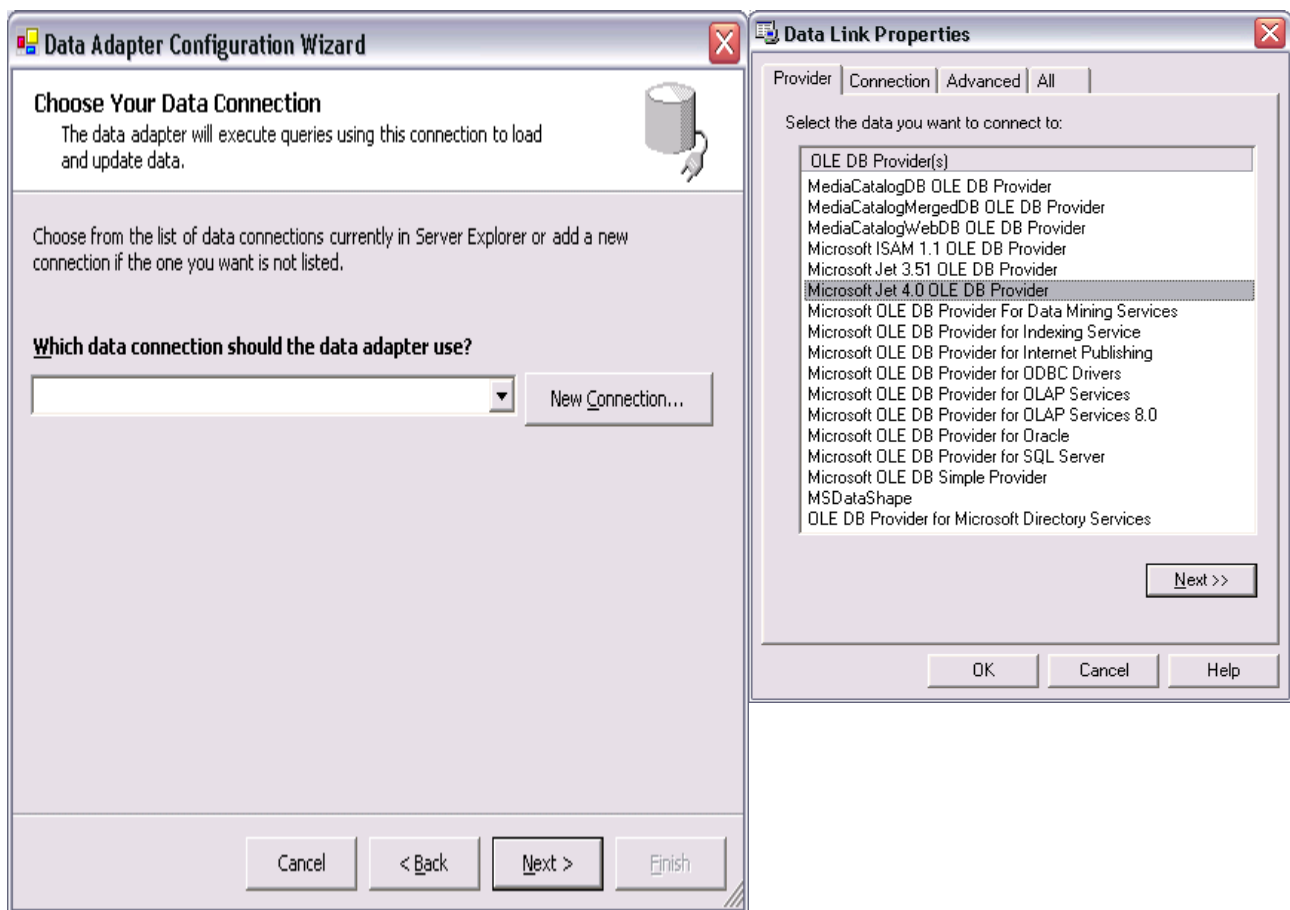 Data Adapter Configuration Wizard
Choose Your Data Connection
The data adapter will execute queries using this connection to load
and update data.
Choose from the list of data connections currently in Server Explorer or add a new
connection if the one you want is not listed.
Which data connection should the data adapter use?
New Connection...
Cancel
< Back
Next >
Finish
Data Link Properties
Provider
Connection
Advanced
All
Select the data you want to connect to:
OLE DB Provider(s)
MediaCatalogDB OLE DB Provider
MediaCatalogMergedDB OLE DB Provider
MediaCatalogWebDB OLE DB Provider
Microsoft ISAM 1.1 OLE DB Provider
Microsoft Jet 3.51 OLE DB Provider
Microsoft Jet 4.0 OLE DB Provider
Microsoft OLE DB Provider For Data Mining Services
Microsoft OLE DB Provider for Indexing Service
Microsoft OLE DB Provider for Internet Publishing
Microsoft OLE DB Provider for ODBC Drivers
Microsoft OLE DB Provider for OLAP Services
Microsoft OLE DB Provider for OLAP Services 8.0
Microsoft OLE DB Provider for Oracle
Microsoft OLE DB Provider for SQL Server
Microsoft OLE DB Simple Provider
MSDataShape
OLE DB Provider for Microsoft Directory Services
Next >>
OK
Cancel
Help